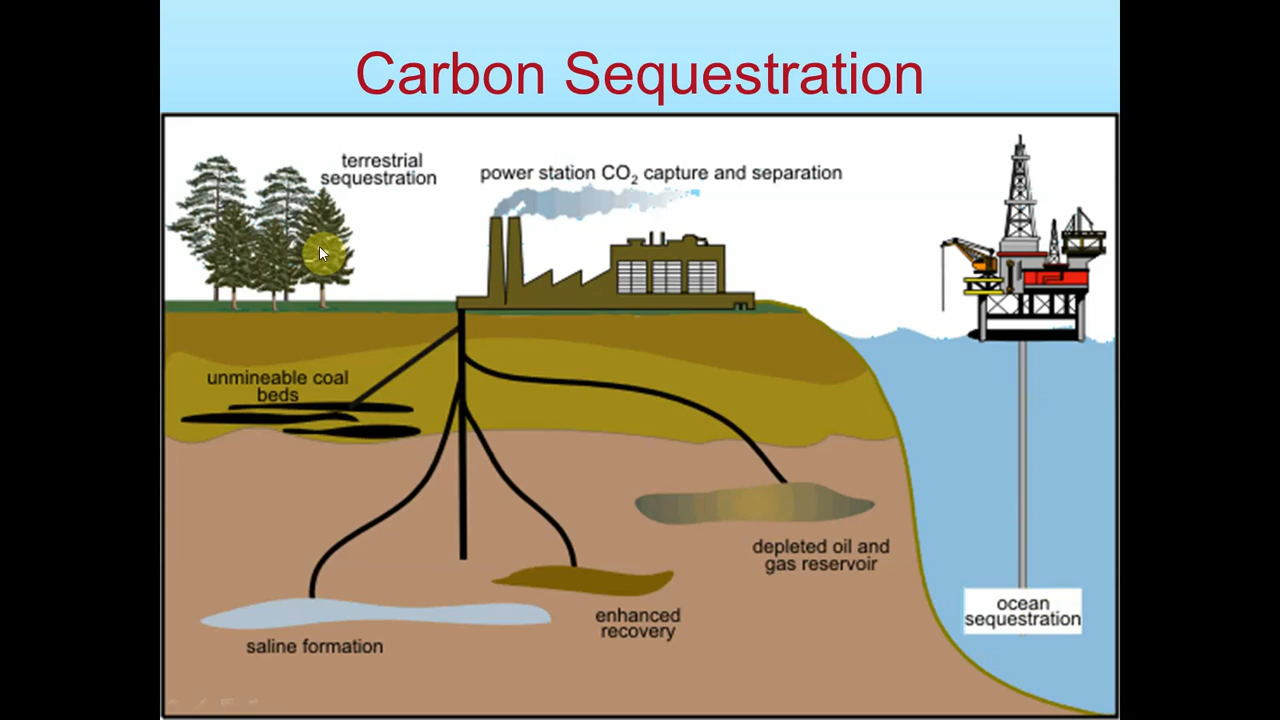 Carbon Sequestration
terrestrial
sequestration
power station CO₂ capture and separation
unmineable coal
beds
depleted oil and
gas reservoir
ocean
sequestration
enhanced
recovery
saline formation